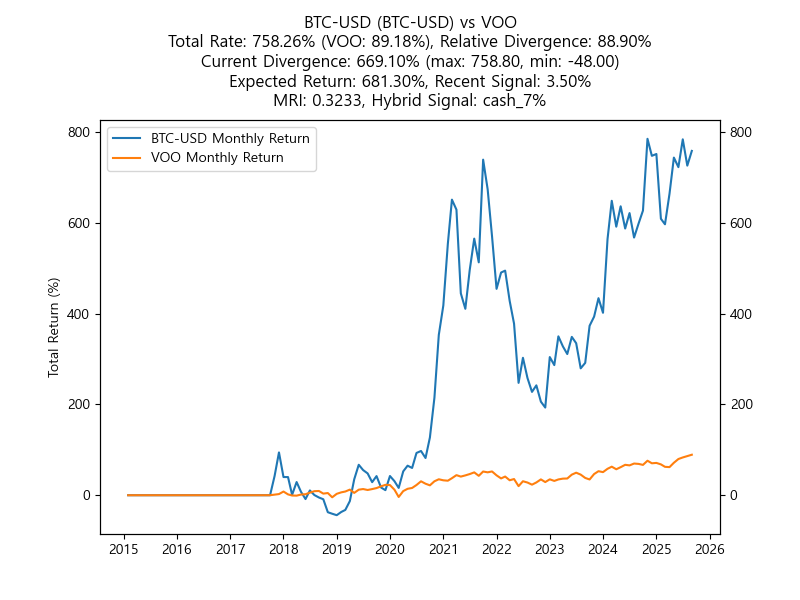 BTC-USD (BTC-USD) vs VOO
Total Rate: 758.26% (VOO: 89.18%), Relative Divergence: 88.90%
Current Divergence: 669.10% (max: 758.80, min: -48.00)
Expected Return: 681.30%, Recent Signal: 3.50%
MRI: 0.3233, Hybrid Signal: cash_7%
BTC-USD Monthly Return
VOO Monthly Return
Total Return (%)
800
600
400
200
0
800
600
400
200
0
2015 2016 2017 2018 2019 2020 2021 2022 2023 2024 2025 2026